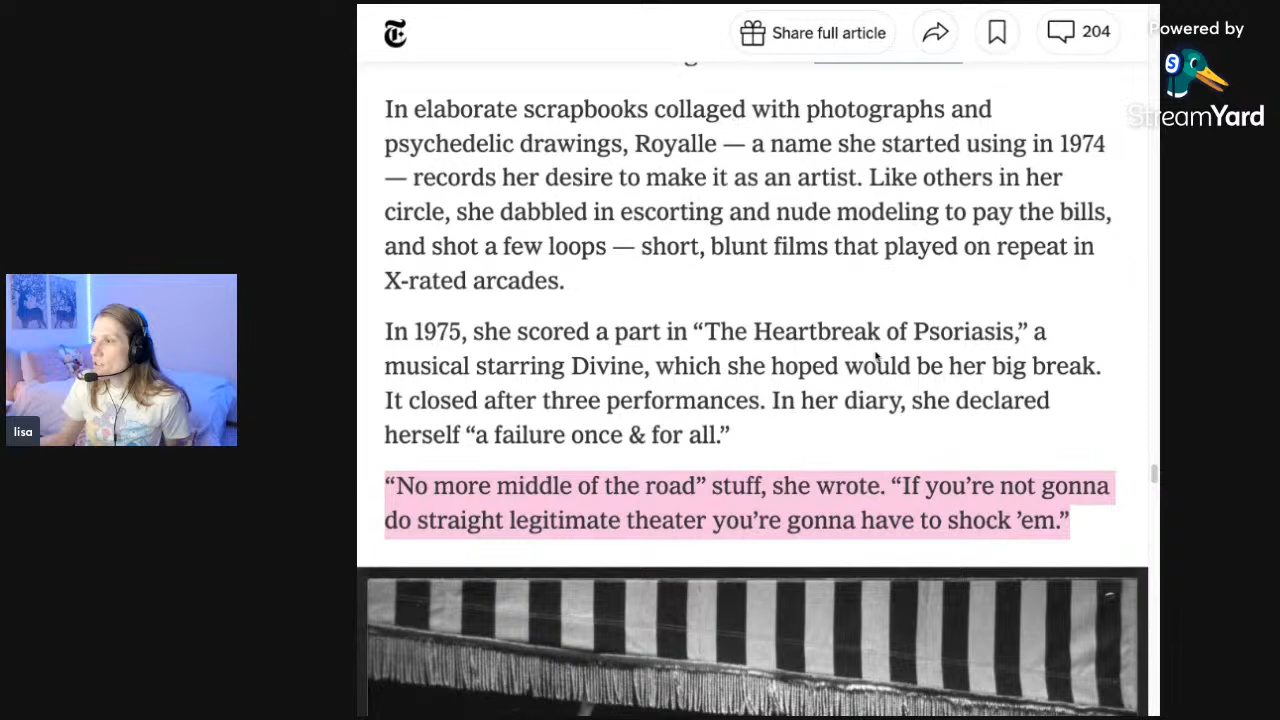 Share full article
204
Powered by
StreamYard
In elaborate scrapbooks collaged with photographs and
psychedelic drawings, Royalle — a name she started using in 1974
— records her desire to make it as an artist. Like others in her
circle, she dabbled in escorting and nude modeling to pay the bills,
and shot a few loops — short, blunt films that played on repeat in
X-rated arcades.
In 1975, she scored a part in “The Heartbreak of Psoriasis,” a
musical starring Divine, which she hoped would be her big break.
It closed after three performances. In her diary, she declared
herself “a failure once & for all.”
“No more middle of the road” stuff, she wrote. “If you’re not gonna
do straight legitimate theater you’re gonna have to shock ’em.”
lisa